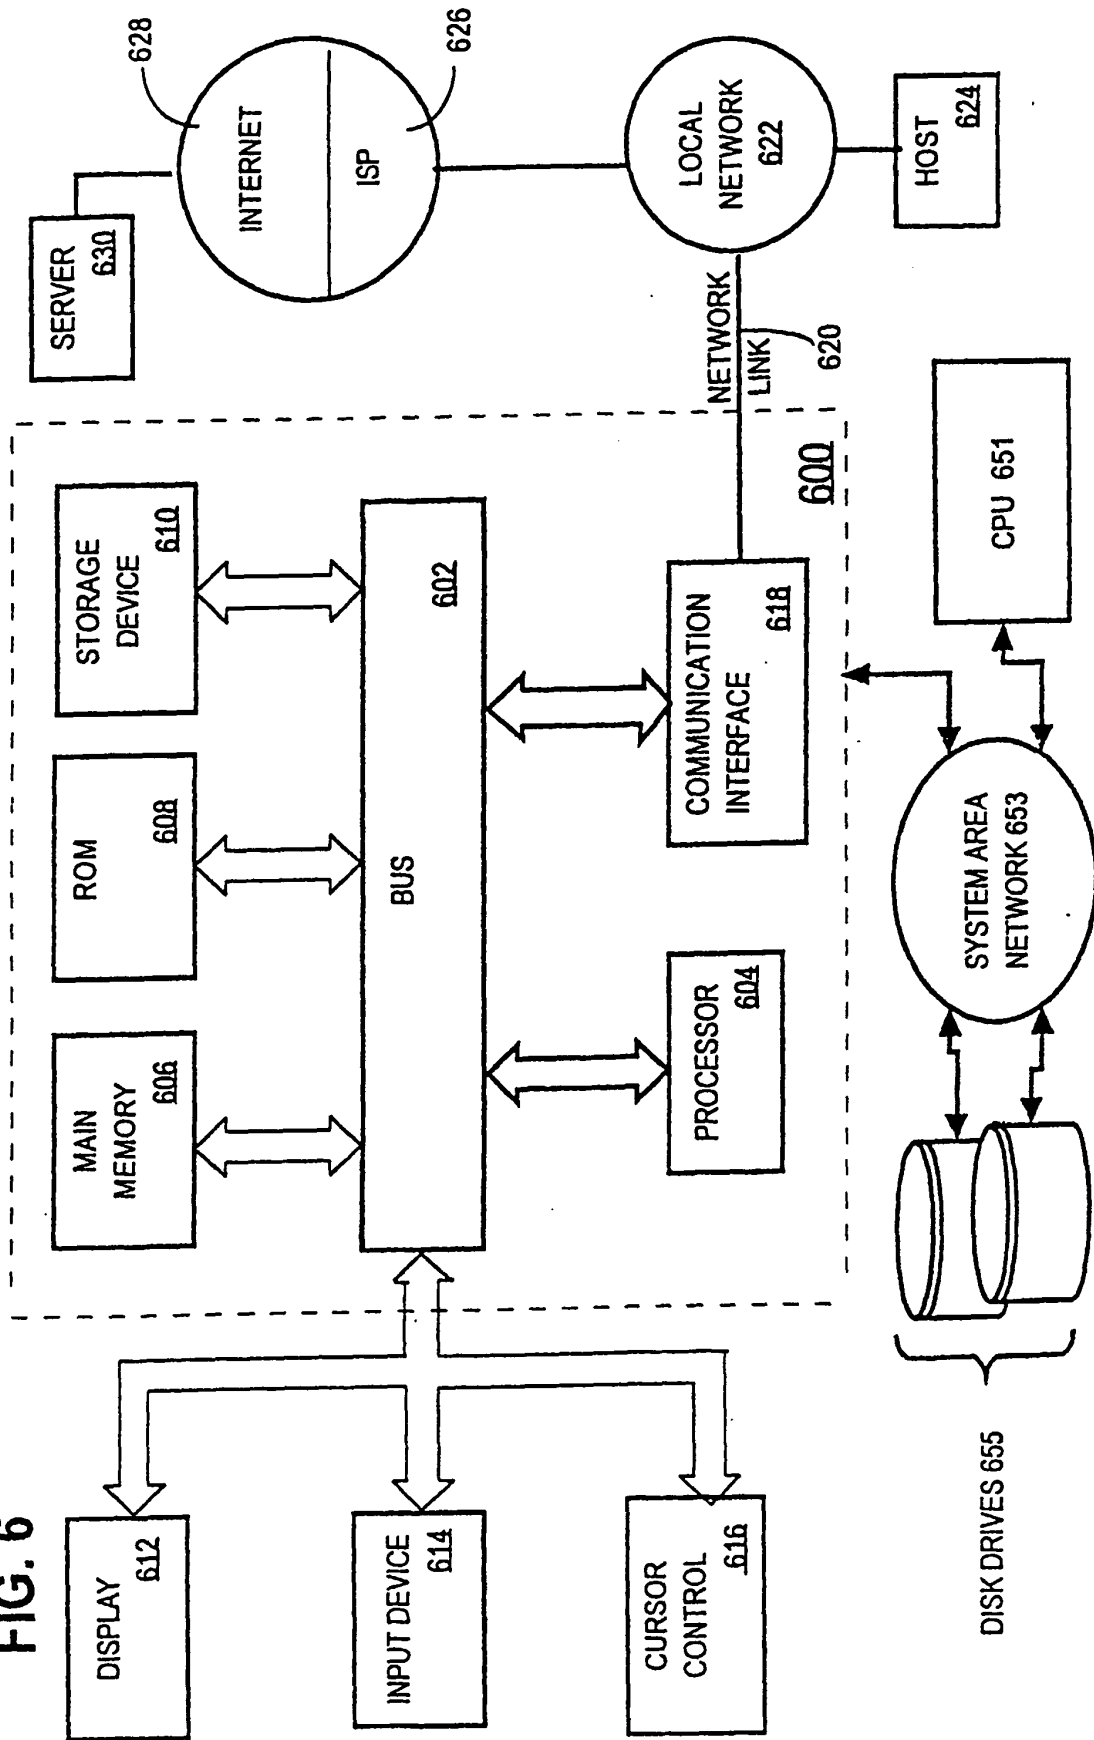 FIG. 6
DISPLAY
612
INPUT DEVICE
614
CURSOR
CONTROL
616
MAIN
MEMORY
606
ROM
608
STORAGE
DEVICE
610
BUS
602
PROCESSOR
604
COMMUNICATION
INTERFACE
618
600
SERVER
630
628
INTERNET
ISP
626
NETWORK
LINK
620
LOCAL
NETWORK
622
HOST
624
DISK DRIVES 655
SYSTEM AREA
NETWORK 653
CPU 651